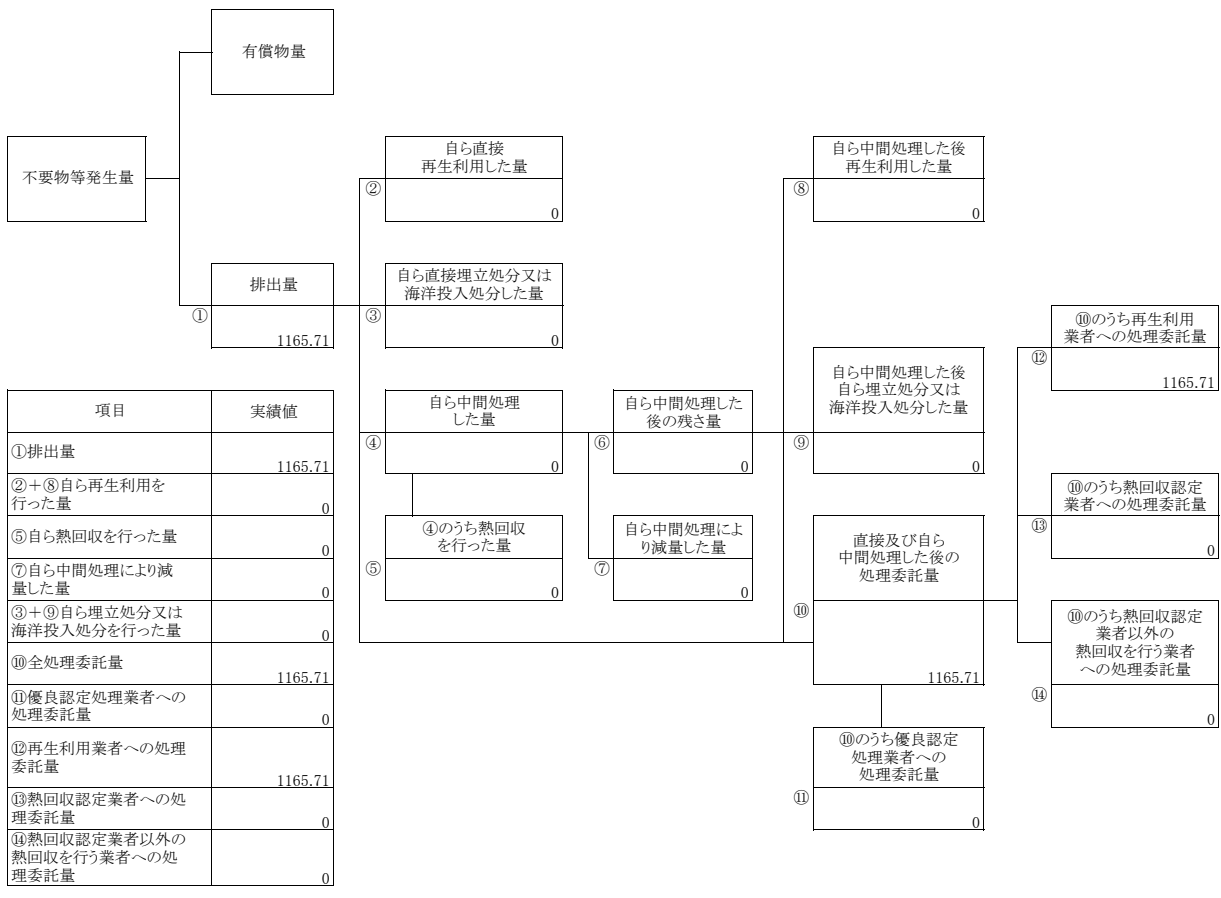 有償物量
不要物等発生量
排出量
①
1165.71
自ら直接
再生利用した量
②
0
自ら直接埋立処分又は
海洋投入処分した量
③
0
自ら中間処理
した量
④
0
④のうち熱回収
を行った量
⑤
0
自ら中間処理した
後の残さ量
⑥
0
自ら中間処理によ
り減量した量
⑦
0
自ら中間処理した後
再生利用した量
⑧
0
自ら中間処理した後
自ら埋立処分又は
海洋投入処分した量
⑨
0
直接及び自ら
中間処理した後の
処理委託量
⑩
1165.71
⑩のうち優良認定
処理業者への
処理委託量
⑪
0
⑩のうち再生利用
業者への処理委託量
⑫
1165.71
⑩のうち熱回収認定
業者への処理委託量
⑬
0
⑩のうち熱回収認定
業者以外の
熱回収を行う業者
への処理委託量
⑭
0
項目 実績値
①排出量
1165.71
②+⑧自ら再生利用を
行った量
0
⑤自ら熱回収を行った量
0
⑦自ら中間処理により減
量した量
0
③+⑨自ら埋立処分又は
海洋投入処分を行った量
0
⑩全処理委託量
1165.71
⑪優良認定処理業者への
処理委託量
0
⑫再生利用業者への処理
委託量
1165.71
⑬熱回収認定業者への処
理委託量
0
⑭熱回収認定業者以外の
熱回収を行う業者への処
理委託量
0